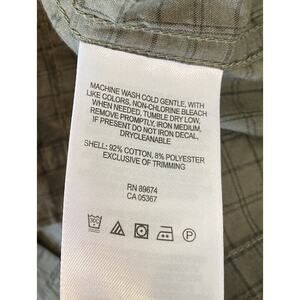 MACHINE WASH COLD GENTLE, WITH
LIKE COLORS, NON-CHLORINE BLEACH
WHEN NEEDED, TUMBLE DRY LOW,
REMOVE PROMPTLY, IRON MEDIUM,
IF PRESENT DO NOT IRON DECAL,
DRYCLEANABLE
SHELL: 92% COTTON, 8% POLYESTER
EXCLUSIVE OF TRIMMING
RN 89674
CA 05367